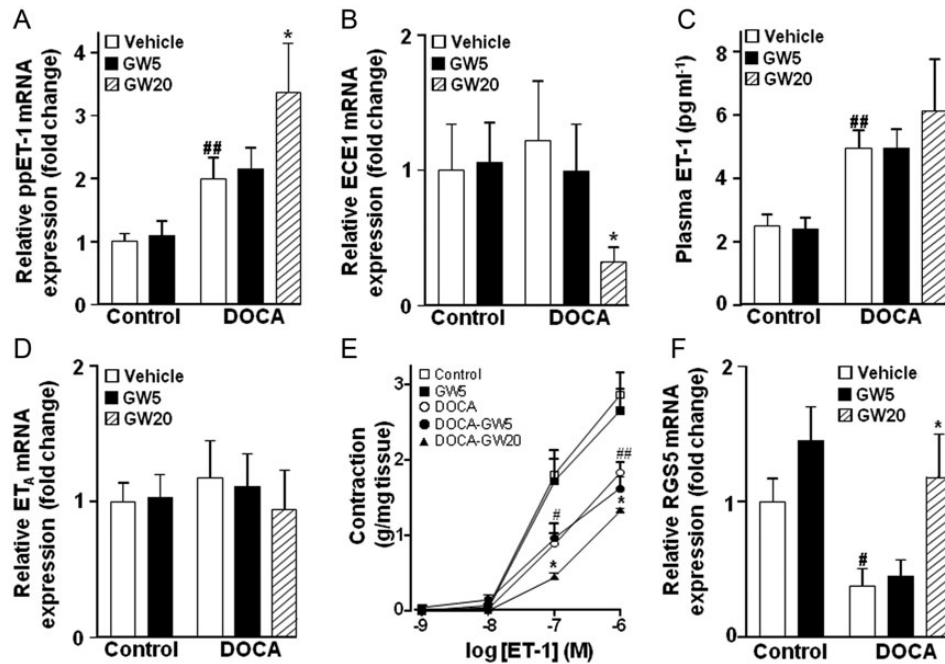 A
Relative ppET-1 mRNA
expression (fold change)
4
3
2
1
0
Vehicle
GW5
GW20
##
*
Control
DOCA
B
Relative ECE1 mRNA
expression (fold change)
2
1
0
*
Control
DOCA
C
Plasma ET-1 (pg ml-1)
8
6
4
2
0
Vehicle
GW5
GW20
##
Control
DOCA
D
Relative ETA mRNA
expression (fold change)
2
1
0
Vehicle
GW5
GW20
Control
DOCA
E
Contraction
(g/mg tissue)
3
2
1
0
Control
GW5
DOCA
DOCA-GW5
DOCA-GW20
#
*
##
*
-9
-8
-7
-6
log [ET-1] (M)
F
Relative RGS5 mRNA
expression (fold change)
2
1
0
Vehicle
GW5
GW20
#
*
Control
DOCA